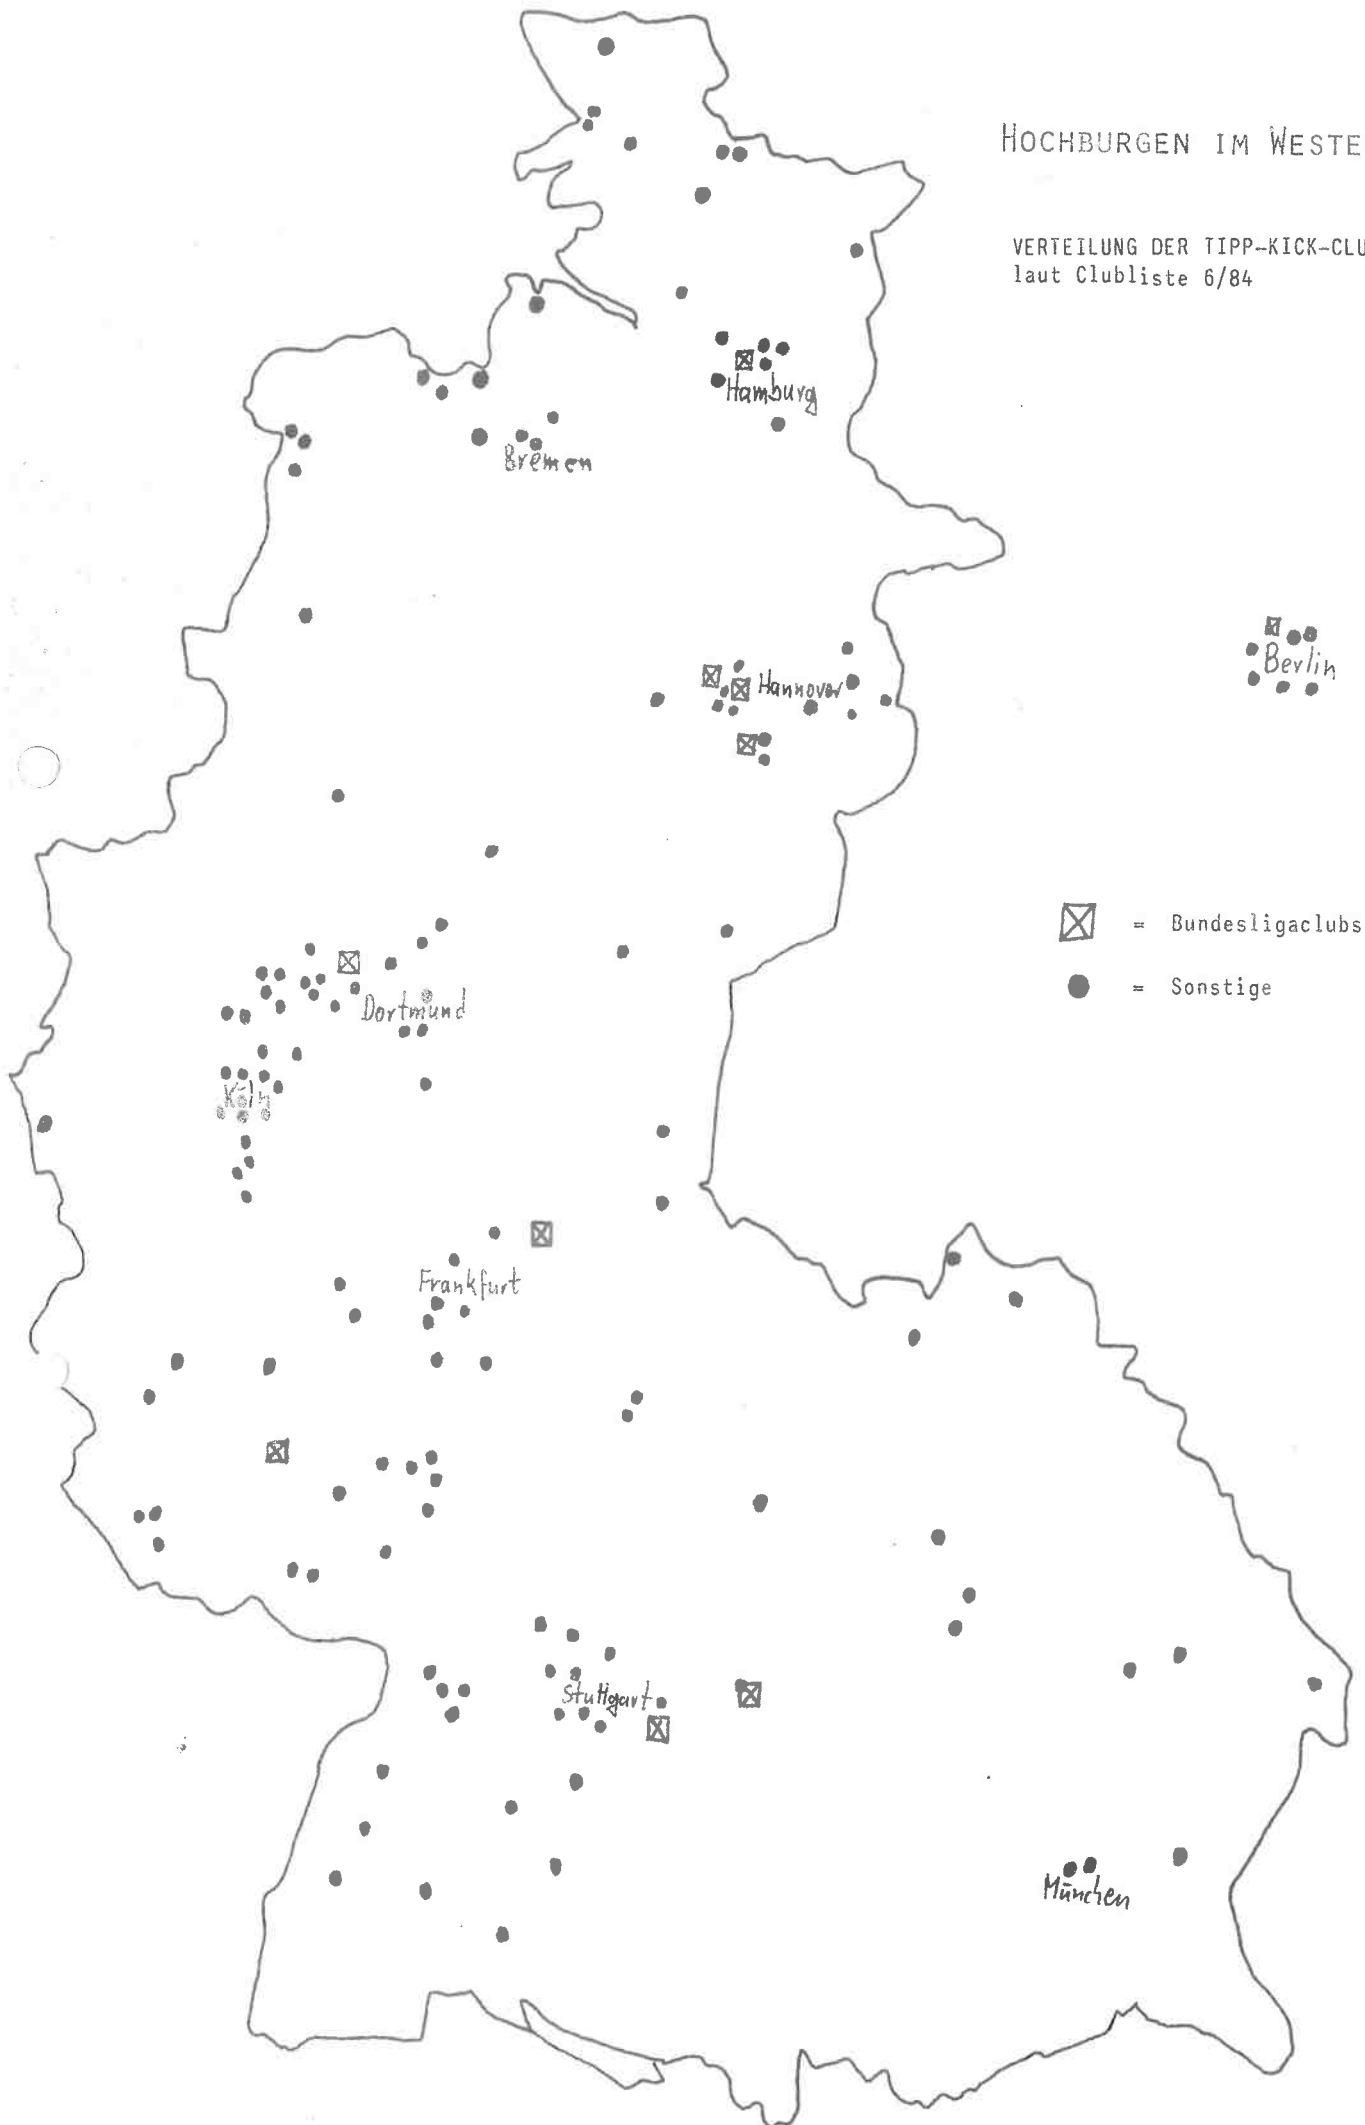 HOCHBURGEN IM WESTE
VERTEILUNG DER TIPP-KICK-CLU
laut Clubliste 6/84
Hamburg
Bremen
Hannover
Berlin
= Bundesligaclubs
= Sonstige
Dortmund
Köln
Frankfurt
Stuttgart
München